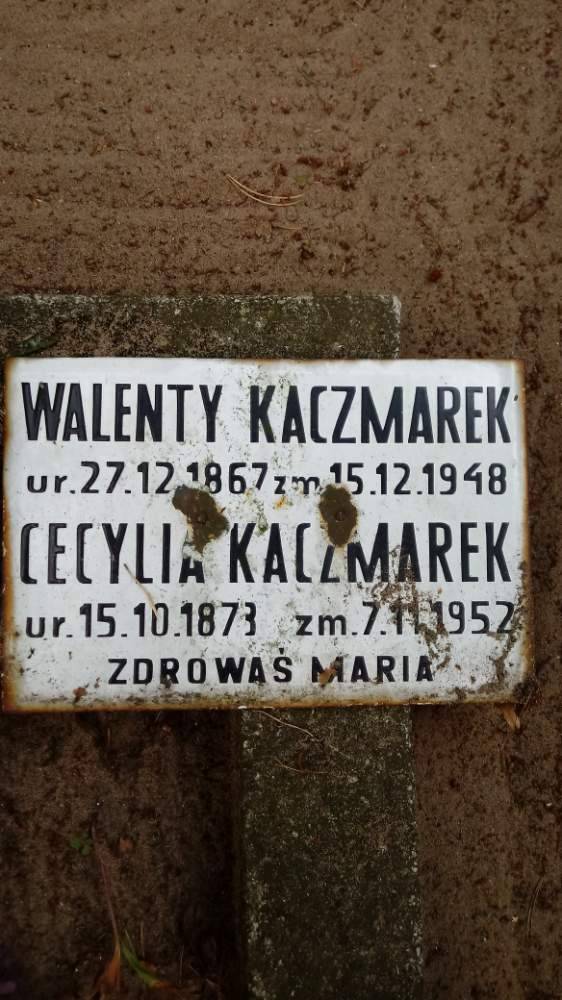 WALENTY KACZMAREK
ur.27.12.1867 zm.15.12.1948
CECYLIA KACZMAREK
ur.15.10.1873 zm.7.11.1952
ZDROWAŚ MARIA